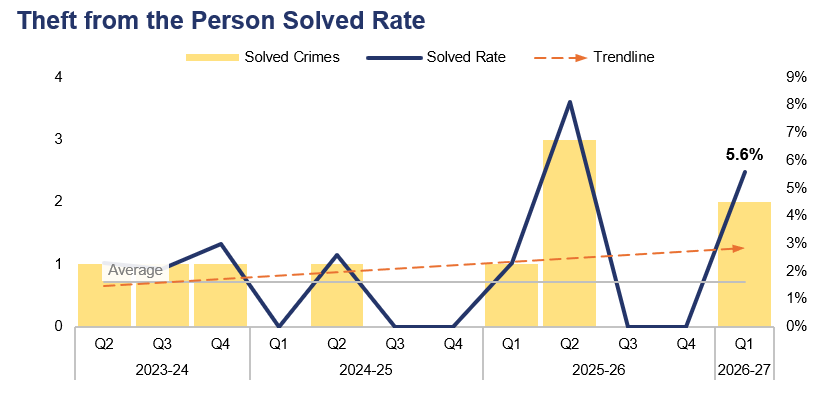 Theft from the Person Solved Rate
Solved Crimes Solved Rate Trendline
4 9%
8%
3 7%
6%
5.6%
5%
2
4%
3%
1 Average 2%
1%
0 0%
Q2 Q3 Q4 Q1 Q2 Q3 Q4 Q1 Q2 Q3 Q4 Q1
2023-24 2024-25 2025-26 2026-27